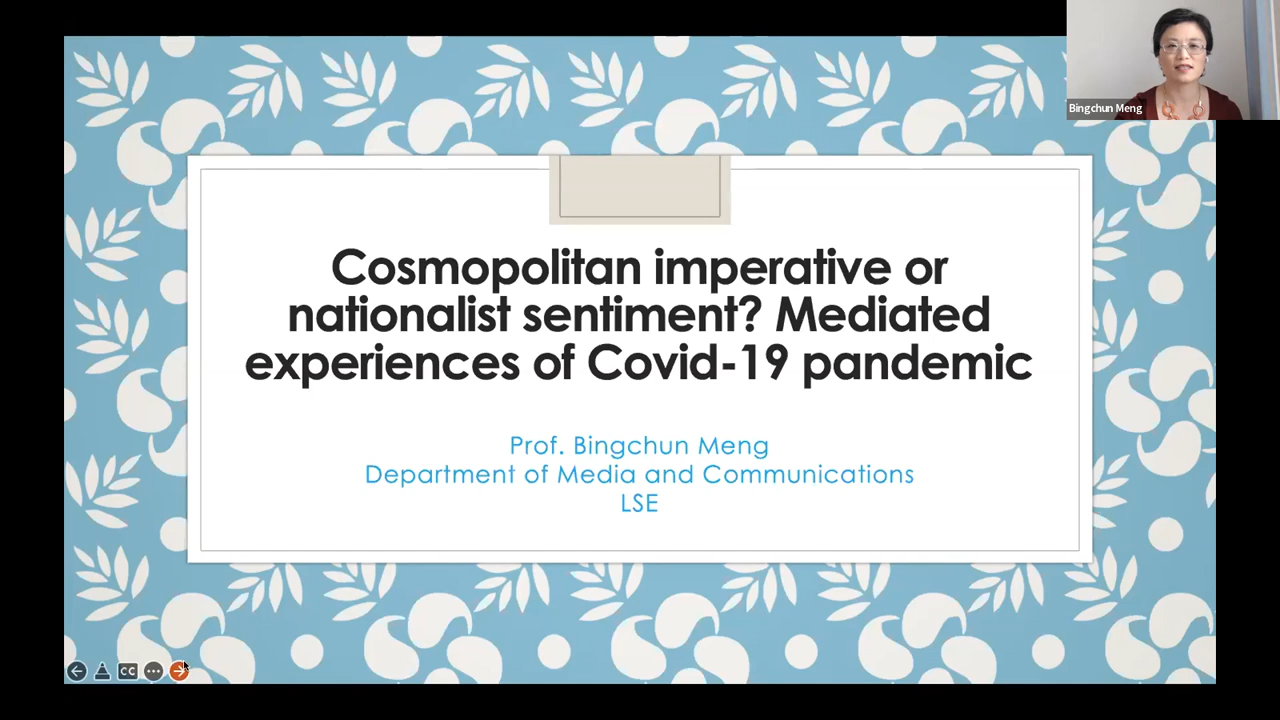 Bingchun Meng
Cosmopolitan imperative or
nationalist sentiment? Mediated
experiences of Covid-19 pandemic
Prof. Bingchun Meng
Department of Media and Communications
LSE
CC